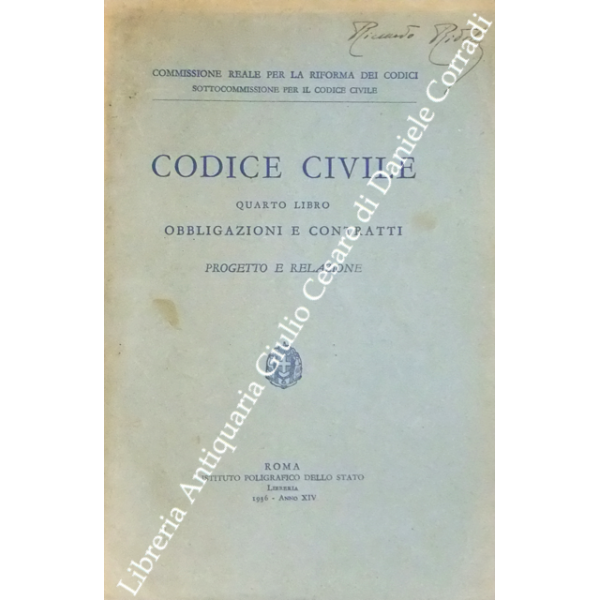 COMMISSIONE REALE PER LA RIFORMA DEI CODICI
SOTTOCOMMISSIONE PER IL CODICE CIVILE
CODICE CIVILE
QUARTO LIBRO
OBBLIGAZIONI E CONTRATTI
PROGETTO E RELAZIONE
ROMA
ISTITUTO POLIGRAFICO DELLO STATO
LIBRERIA
1936 - ANNO XIV
Libreria Antiquaria Giulio Cesare di Daniele Corradi